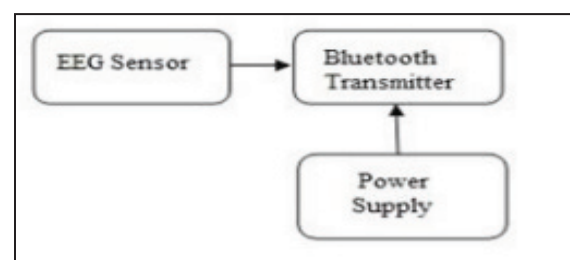 EEG Sensor
Bluetooth
Transmitter
Power
Supply